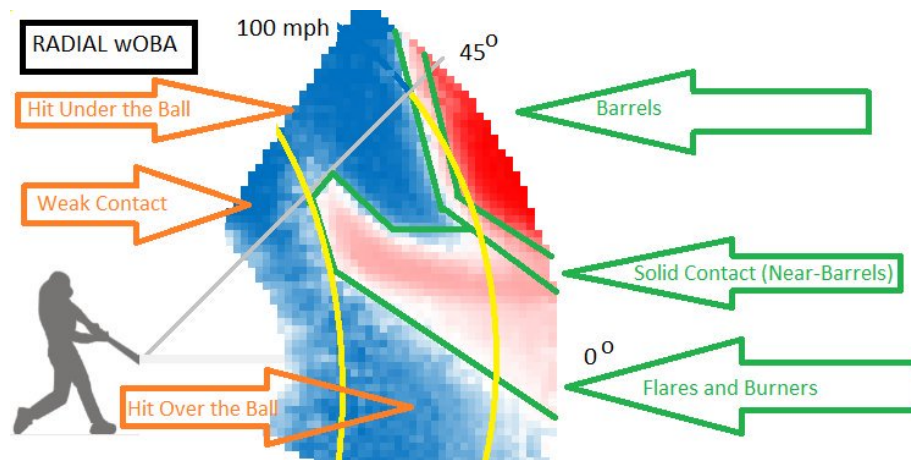 RADIAL wOBA
100 mph
45°
Hit Under the Ball
Barrels
Weak Contact
Solid Contact (Near-Barrels)
0°
Flares and Burners
Hit Over the Ball